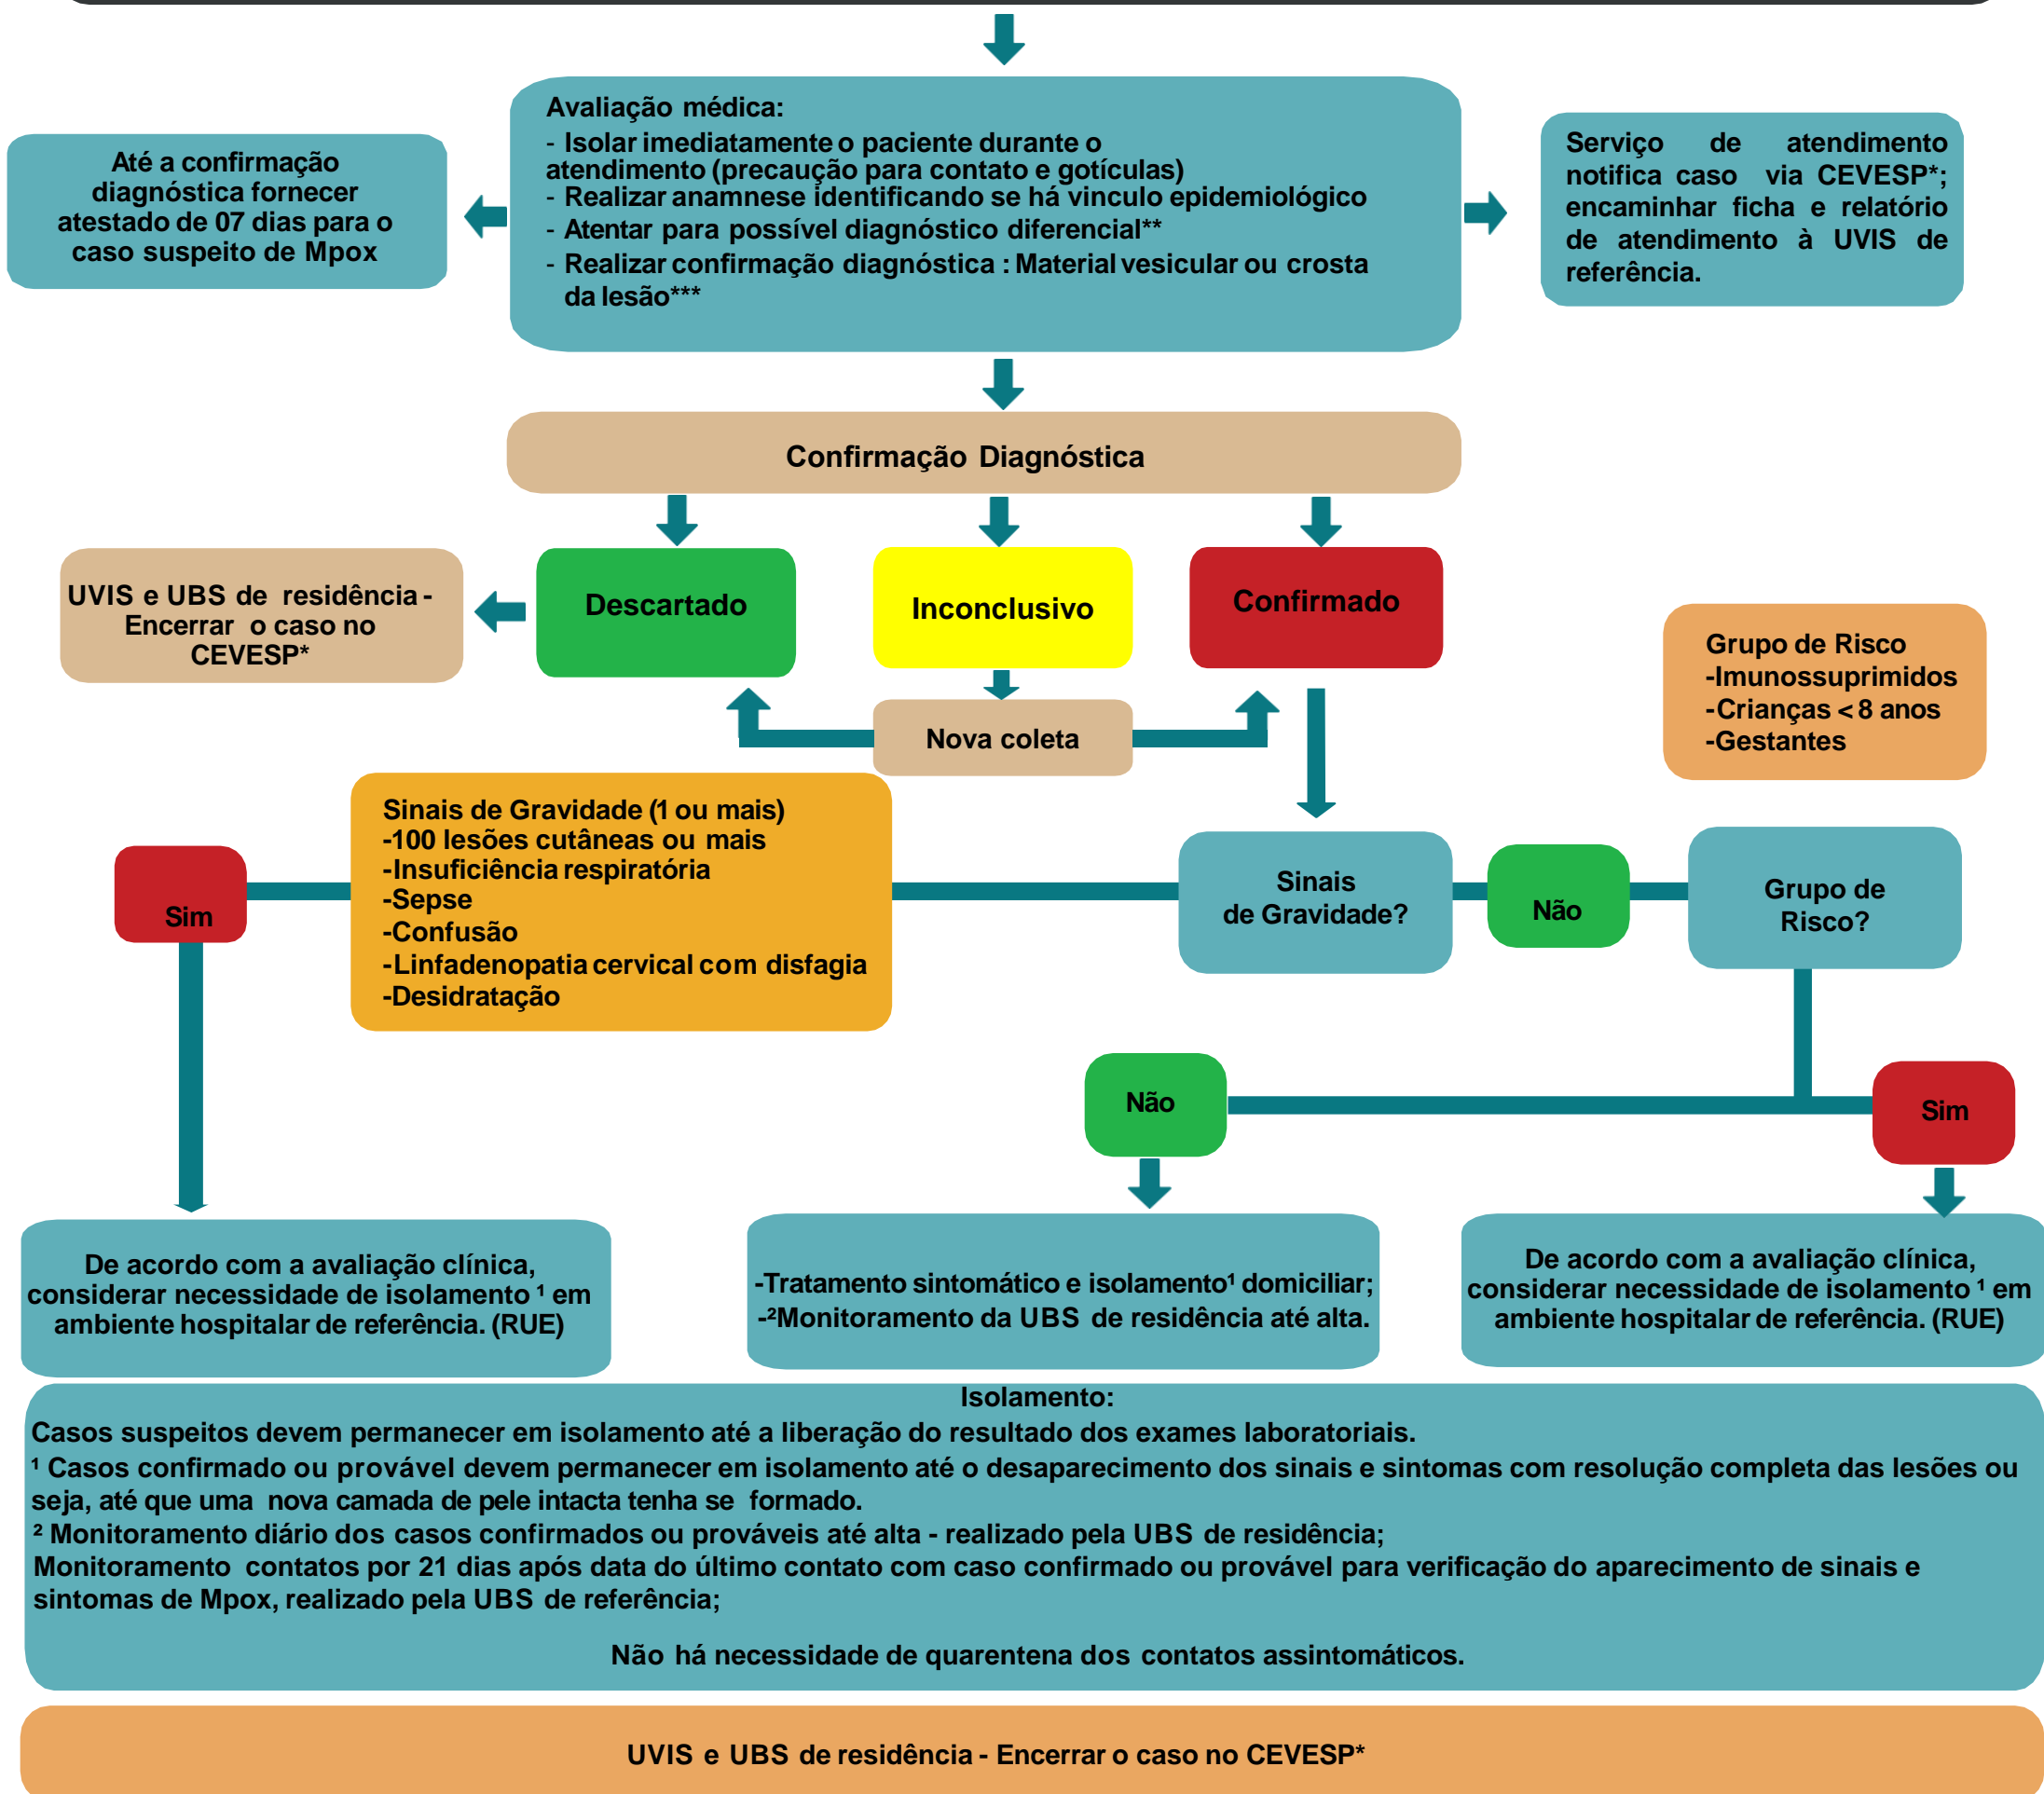 Avaliação médica:
- Isolar imediatamente o paciente durante o
atendimento (precaução para contato e gotículas)
- Realizar anamnese identificando se há vinculo epidemiológico
- Atentar para possível diagnóstico diferencial**
- Realizar confirmação diagnóstica : Material vesicular ou crosta
da lesão***
Até a confirmação
diagnóstica fornecer
atestado de 07 dias para o
caso suspeito de Mpox
Serviço de atendimento
notifica caso via CEVESP*;
encaminhar ficha e relatório
de atendimento à UVIS de
referência.
Confirmação Diagnóstica
UVIS e UBS de residência -
Encerrar o caso no
CEVESP*
Descartado
Inconclusivo
Confirmado
Nova coleta
Grupo de Risco
-Imunossuprimidos
-Crianças < 8 anos
-Gestantes
Sim
Sinais de Gravidade (1 ou mais)
-100 lesões cutâneas ou mais
-Insuficiência respiratória
-Sepse
-Confusão
-Linfadenopatia cervical com disfagia
-Desidratação
Sinais
de Gravidade?
Não
Grupo de
Risco?
Não
Sim
De acordo com a avaliação clínica,
considerar necessidade de isolamento ¹ em
ambiente hospitalar de referência. (RUE)
-Tratamento sintomático e isolamento¹ domiciliar;
-²Monitoramento da UBS de residência até alta.
De acordo com a avaliação clínica,
considerar necessidade de isolamento ¹ em
ambiente hospitalar de referência. (RUE)
Isolamento:
Casos suspeitos devem permanecer em isolamento até a liberação do resultado dos exames laboratoriais.
¹ Casos confirmado ou provável devem permanecer em isolamento até o desaparecimento dos sinais e sintomas com resolução completa das lesões ou
seja, até que uma nova camada de pele intacta tenha se formado.
² Monitoramento diário dos casos confirmados ou prováveis até alta - realizado pela UBS de residência;
Monitoramento contatos por 21 dias após data do último contato com caso confirmado ou provável para verificação do aparecimento de sinais e
sintomas de Mpox, realizado pela UBS de referência;
Não há necessidade de quarentena dos contatos assintomáticos.
UVIS e UBS de residência - Encerrar o caso no CEVESP*